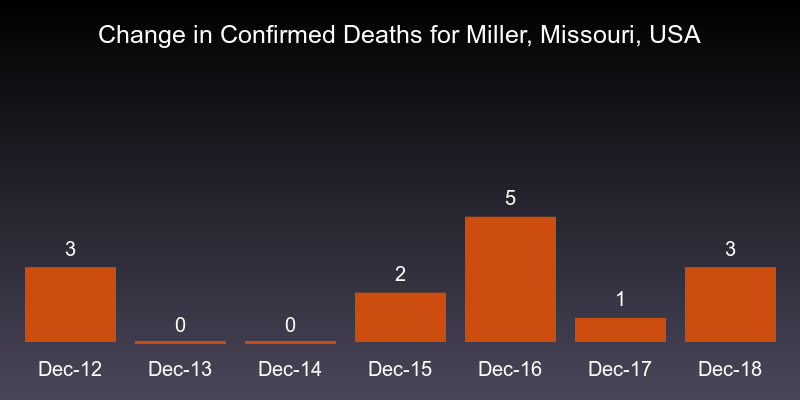 Change in Confirmed Deaths for Miller, Missouri, USA
5
3
3
2
1
0
0
Dec-12
Dec-13
Dec-14
Dec-15
Dec-16
Dec-17
Dec-18